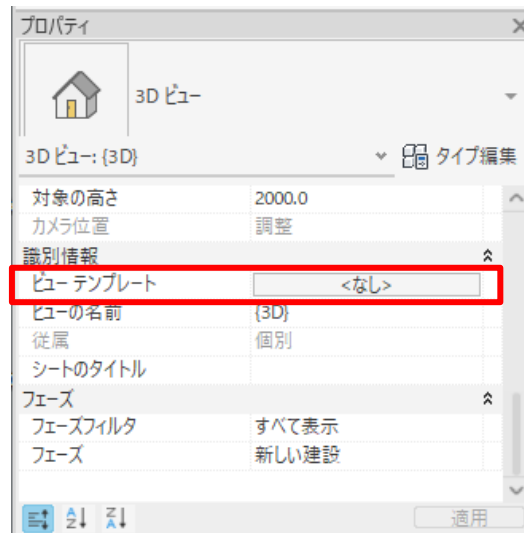 プロパティ
3D ビュー
3D ビュー: {3D}
タイプ編集
対象の高さ 2000.0
カメラ位置 調整
識別情報
ビュー テンプレート <なし>
ビューの名前 {3D}
従属 個別
シートのタイトル
フェーズ
フェーズフィルタ すべて表示
フェーズ 新しい建設
適用